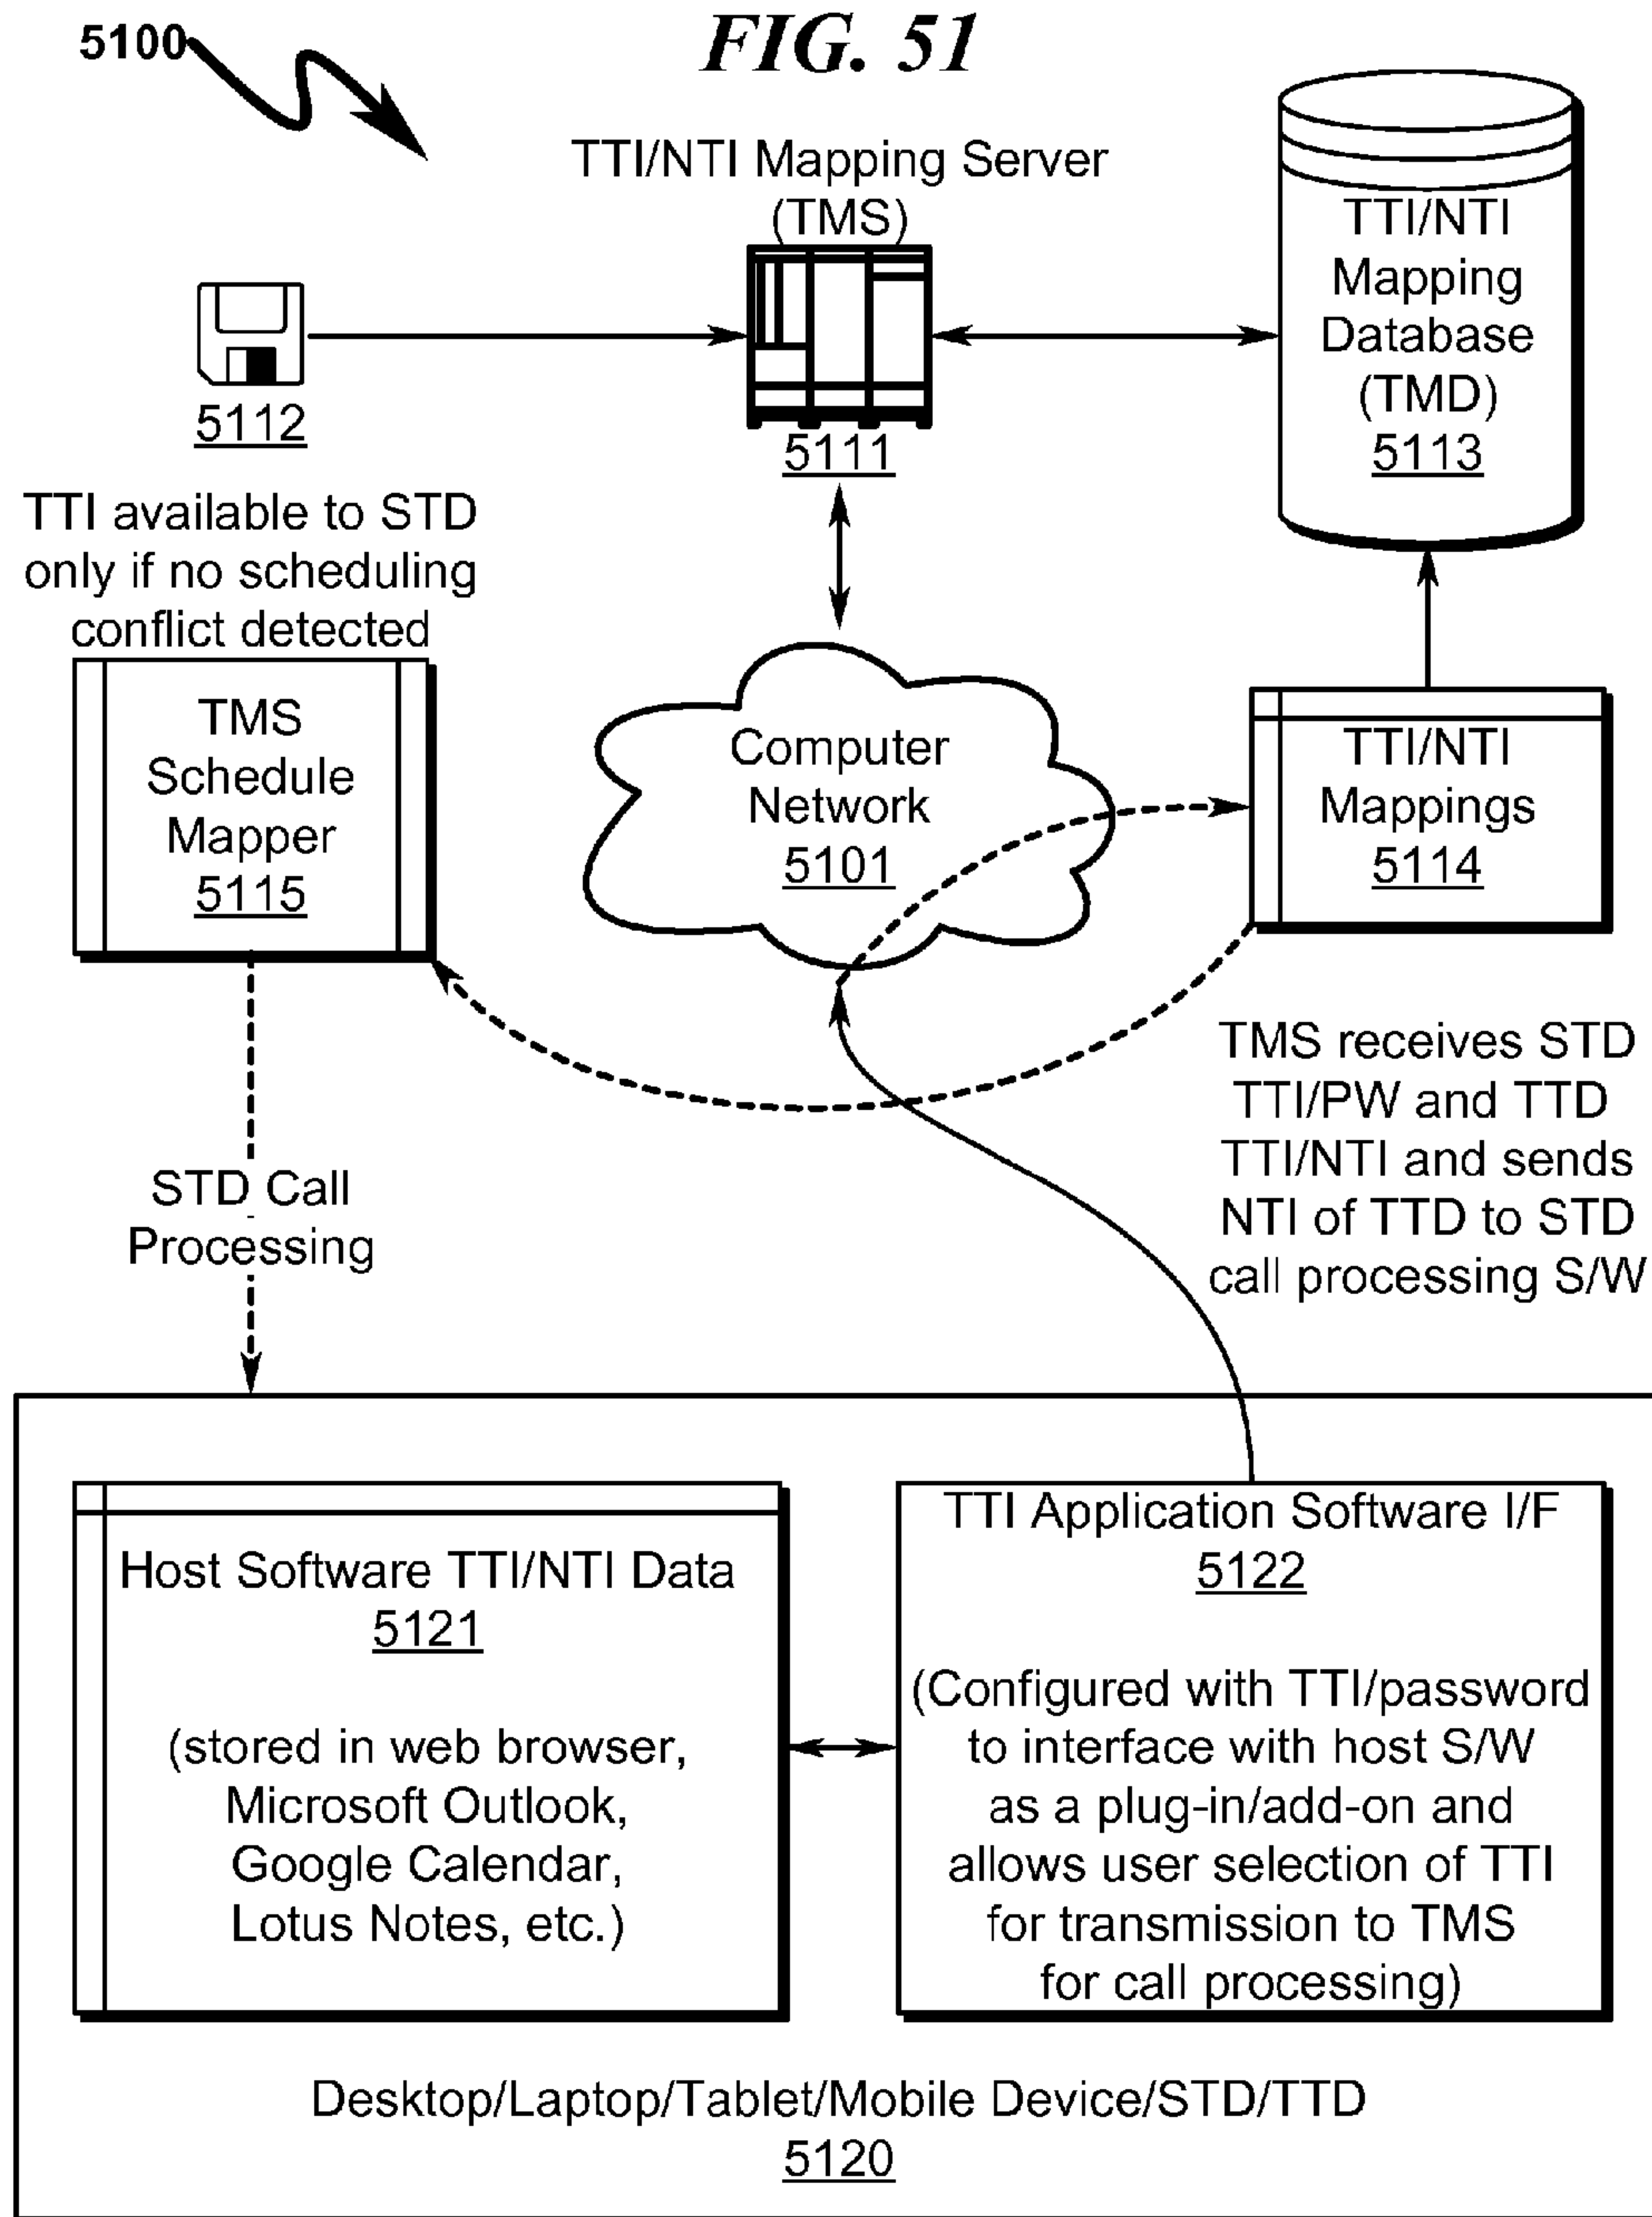 5100
FIG. 51
TTI/NTI Mapping Server
(TMS)
5111
5112
TTI/NTI
Mapping
Database
(TMD)
5113
TTI available to STD
only if no scheduling
conflict detected
TMS
Schedule
Mapper
5115
Computer
Network
5101
TTI/NTI
Mappings
5114
TMS receives STD
TTI/PW and TTD
TTI/NTI and sends
NTI of TTD to STD
call processing S/W
STD Call
Processing
Host Software TTI/NTI Data
5121
(stored in web browser,
Microsoft Outlook,
Google Calendar,
Lotus Notes, etc.)
TTI Application Software I/F
5122
(Configured with TTI/password
to interface with host S/W
as a plug-in/add-on and
allows user selection of TTI
for transmission to TMS
for call processing)
Desktop/Laptop/Tablet/Mobile Device/STD/TTD
5120